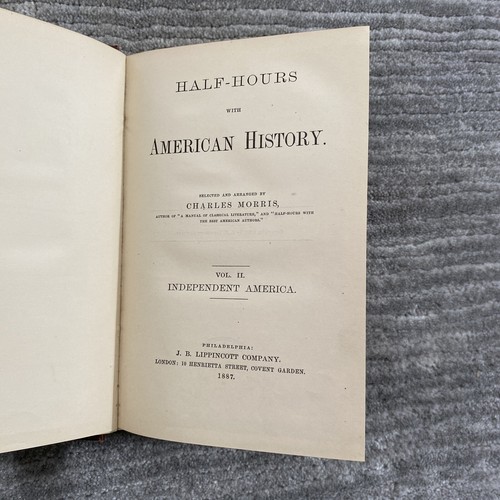 HALF-HOURS
WITH
AMERICAN HISTORY.
SELECTED AND ARRANGED BY
CHARLES MORRIS,
AUTHOR OF "A MANUAL OF CLASSICAL LITERATURE," AND "HALF-HOURS WITH
THE BEST AMERICAN AUTHORS."
VOL. II.
INDEPENDENT AMERICA.
PHILADELPHIA:
J. B. LIPPINCOTT COMPANY.
LONDON: 10 HENRIETTA STREET, COVENT GARDEN.
1887.